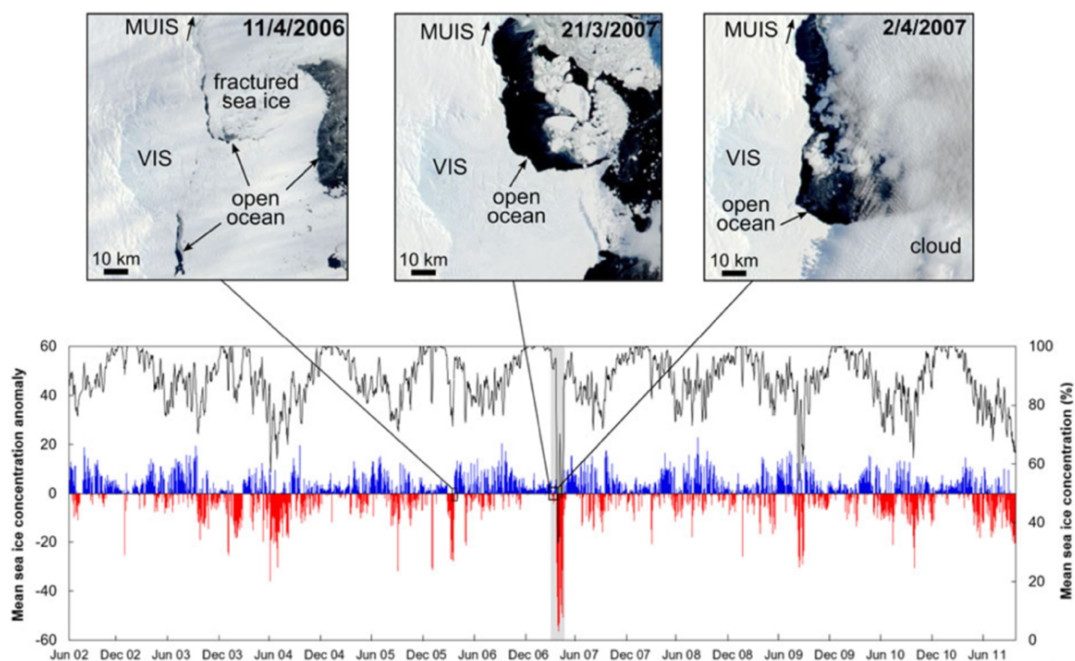 MUIS
11/4/2006
fractured
sea ice
VIS
open
ocean
10 km
MUIS
21/3/2007
VIS
open
ocean
10 km
MUIS
2/4/2007
VIS
open
ocean
cloud
10 km
Mean sea ice concentration anomaly
60
40
20
0
-20
-40
-60
100
80
60
40
20
0
Mean sea ice concentration (%)
Jun 02 Dec 02 Jun 03 Dec 03 Jun 04 Dec 04 Jun 05 Dec 05 Jun 06 Dec 06 Jun 07 Dec 07 Jun 08 Dec 08 Jun 09 Dec 09 Jun 10 Dec 10 Jun 11